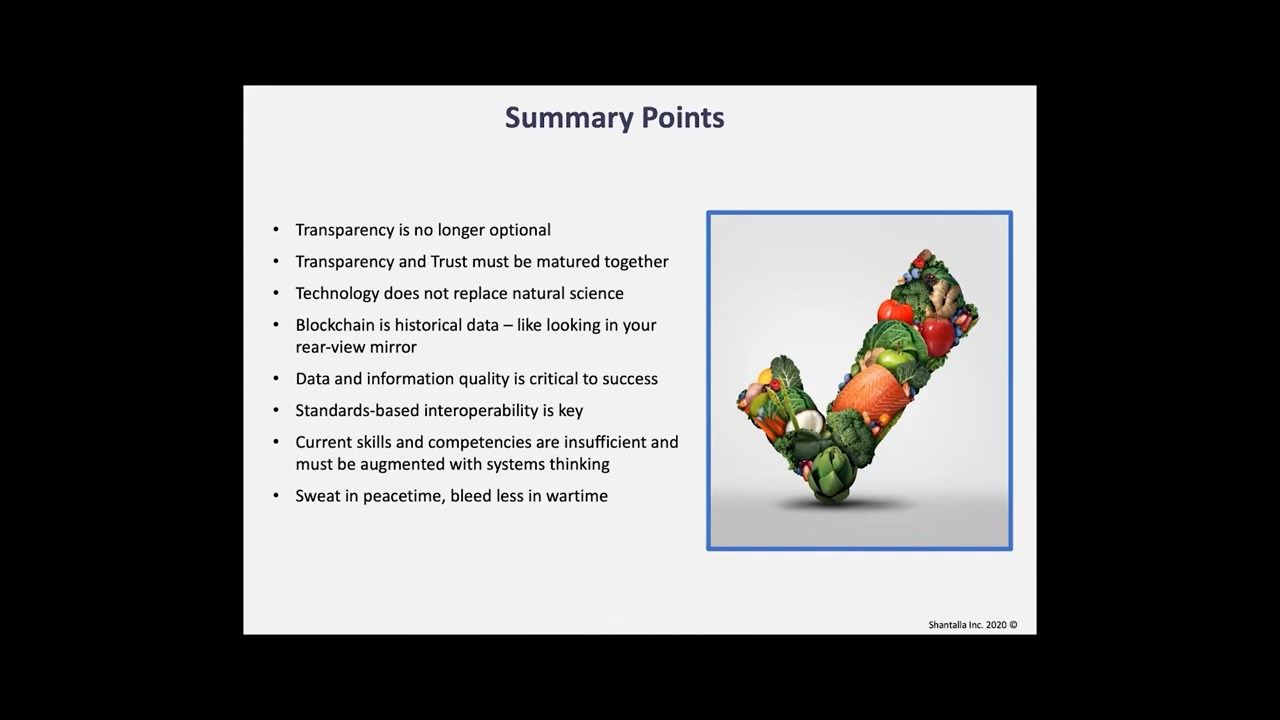 Summary Points
• Transparency is no longer optional
• Transparency and Trust must be matured together
• Technology does not replace natural science
• Blockchain is historical data – like looking in your
rear-view mirror
• Data and information quality is critical to success
• Standards-based interoperability is key
• Current skills and competencies are insufficient and
must be augmented with systems thinking
• Sweat in peacetime, bleed less in wartime
Shantalla Inc. 2020 ©